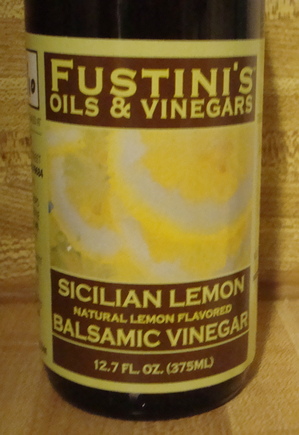 FUSTINI'S
OILS & VINEGARS
SICILIAN LEMON
NATURAL LEMON FLAVORED
BALSAMIC VINEGAR
12.7 FL. OZ. (375ML)